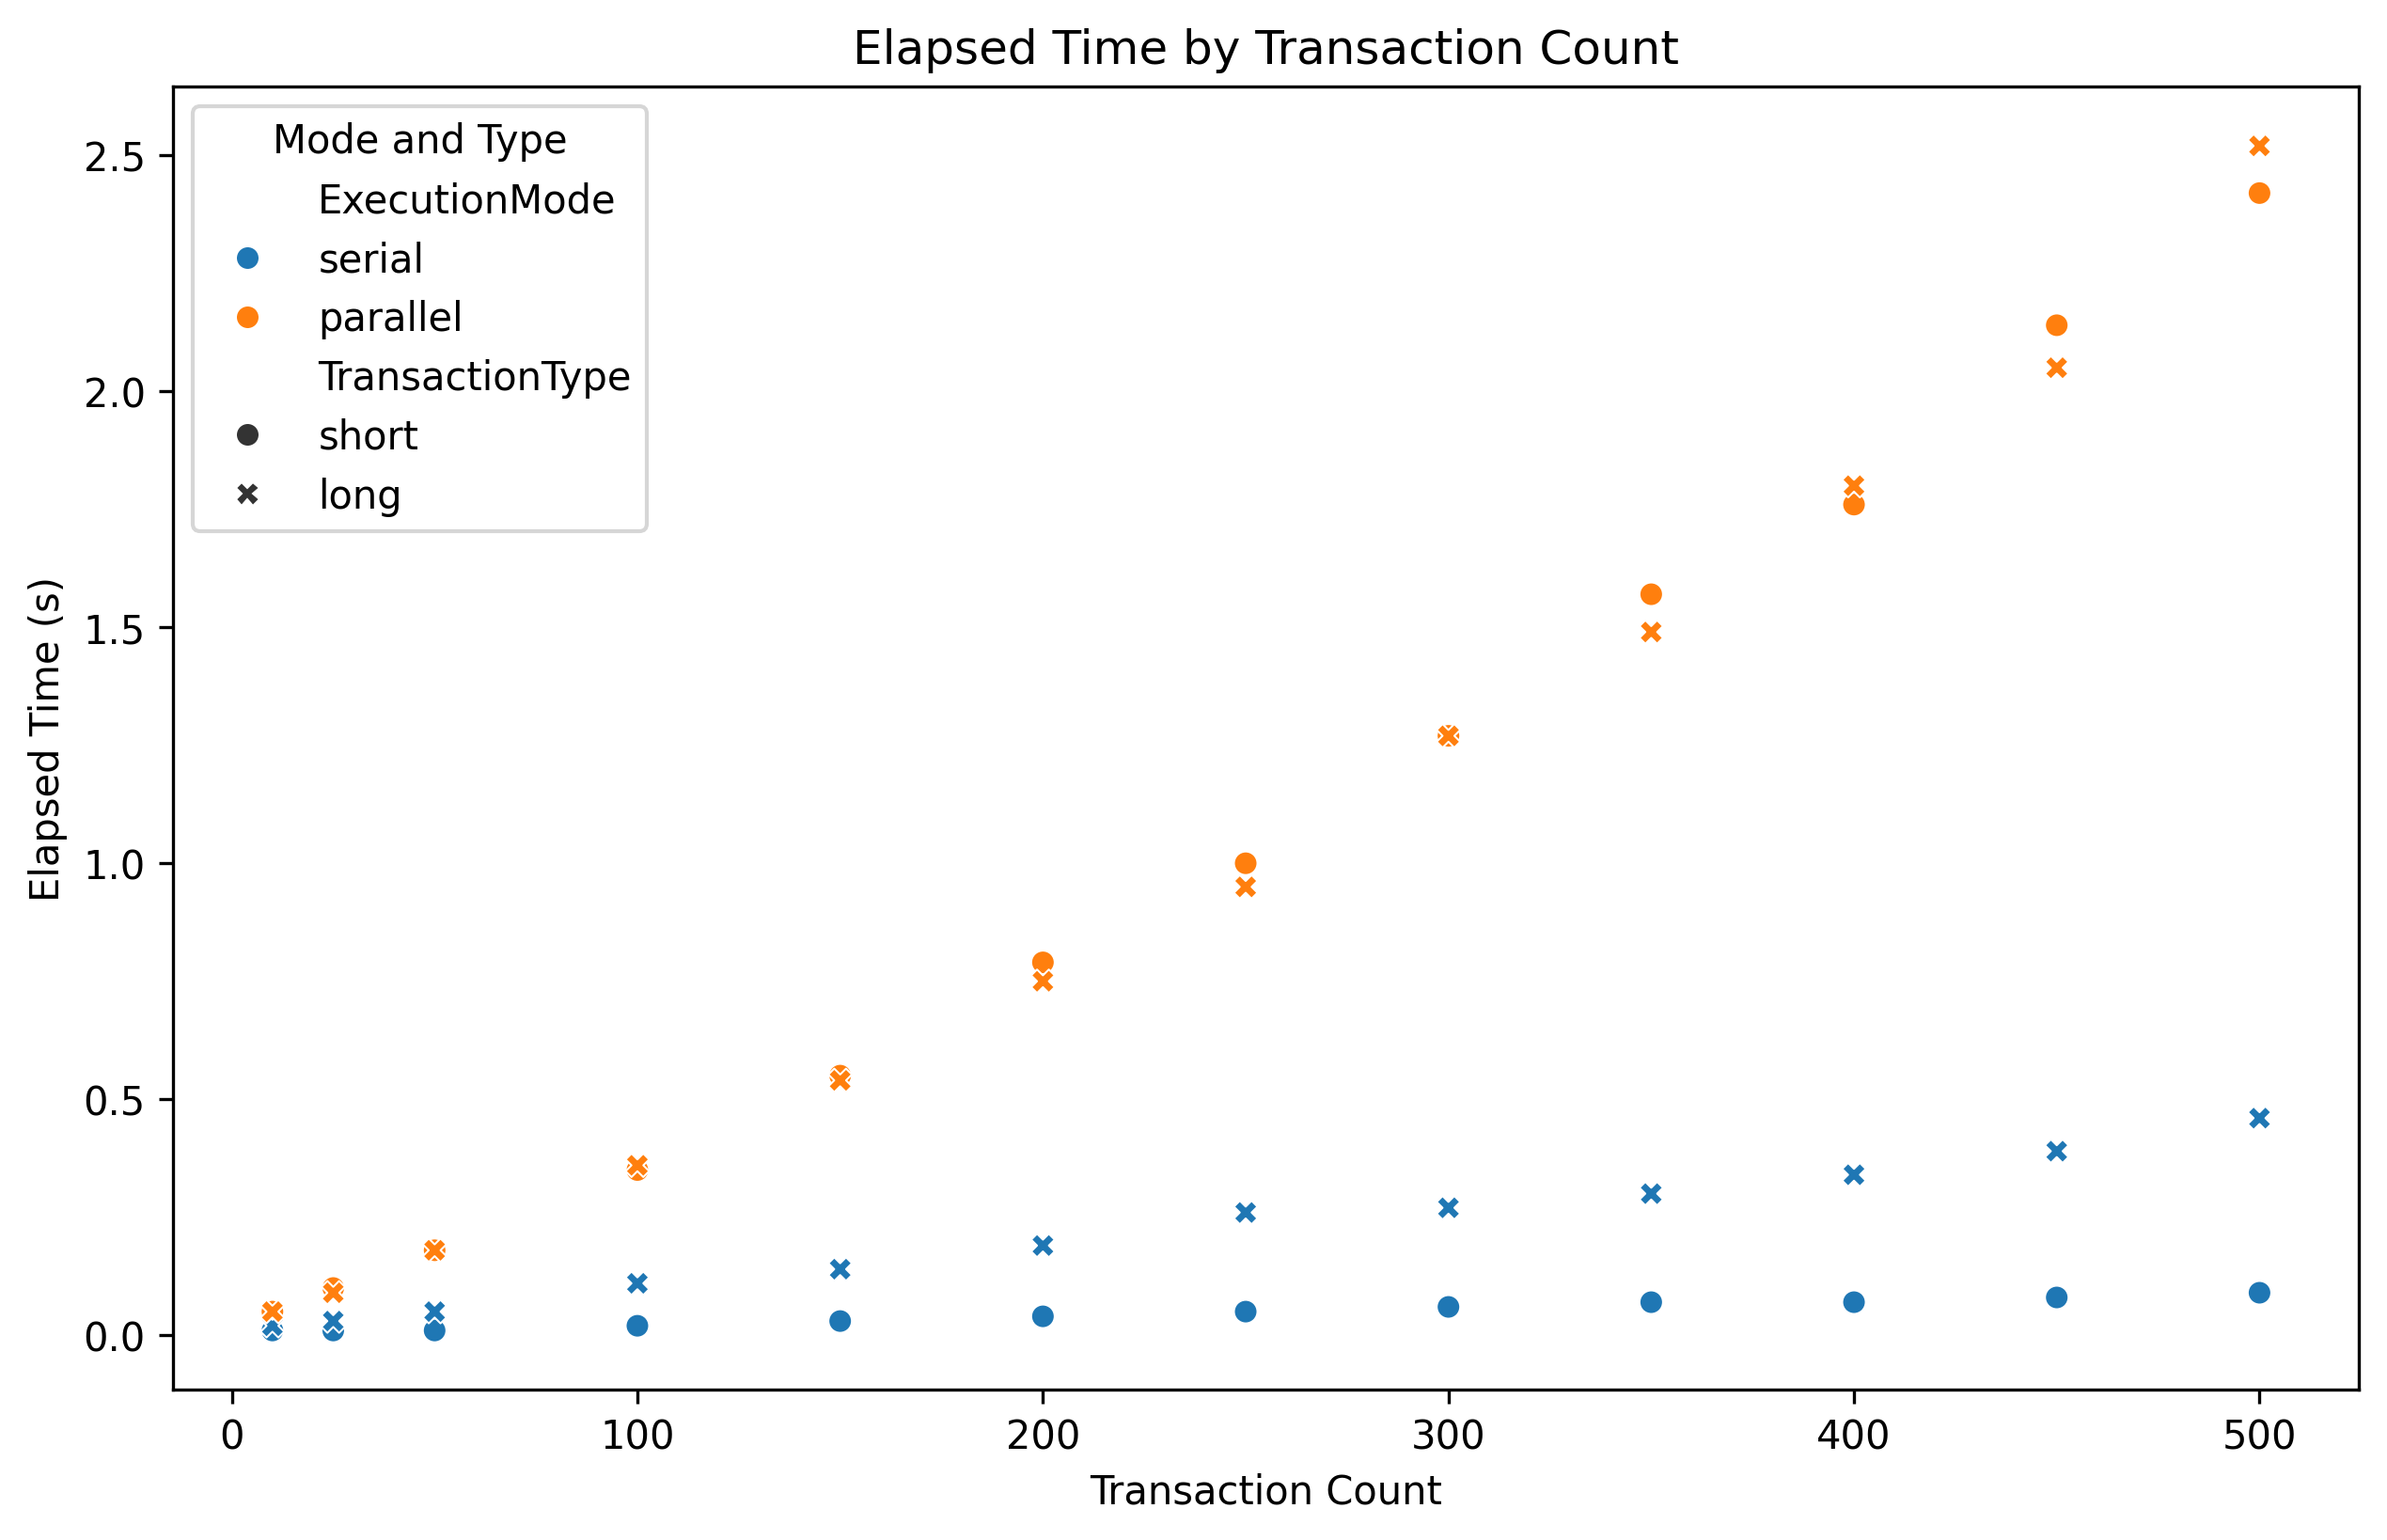 Elapsed Time by Transaction Count
Mode and Type
ExecutionMode
serial
parallel
TransactionType
short
long
Elapsed Time (s)
2.5
2.0
1.5
1.0
0.5
0.0
0 100 200 300 400 500
Transaction Count